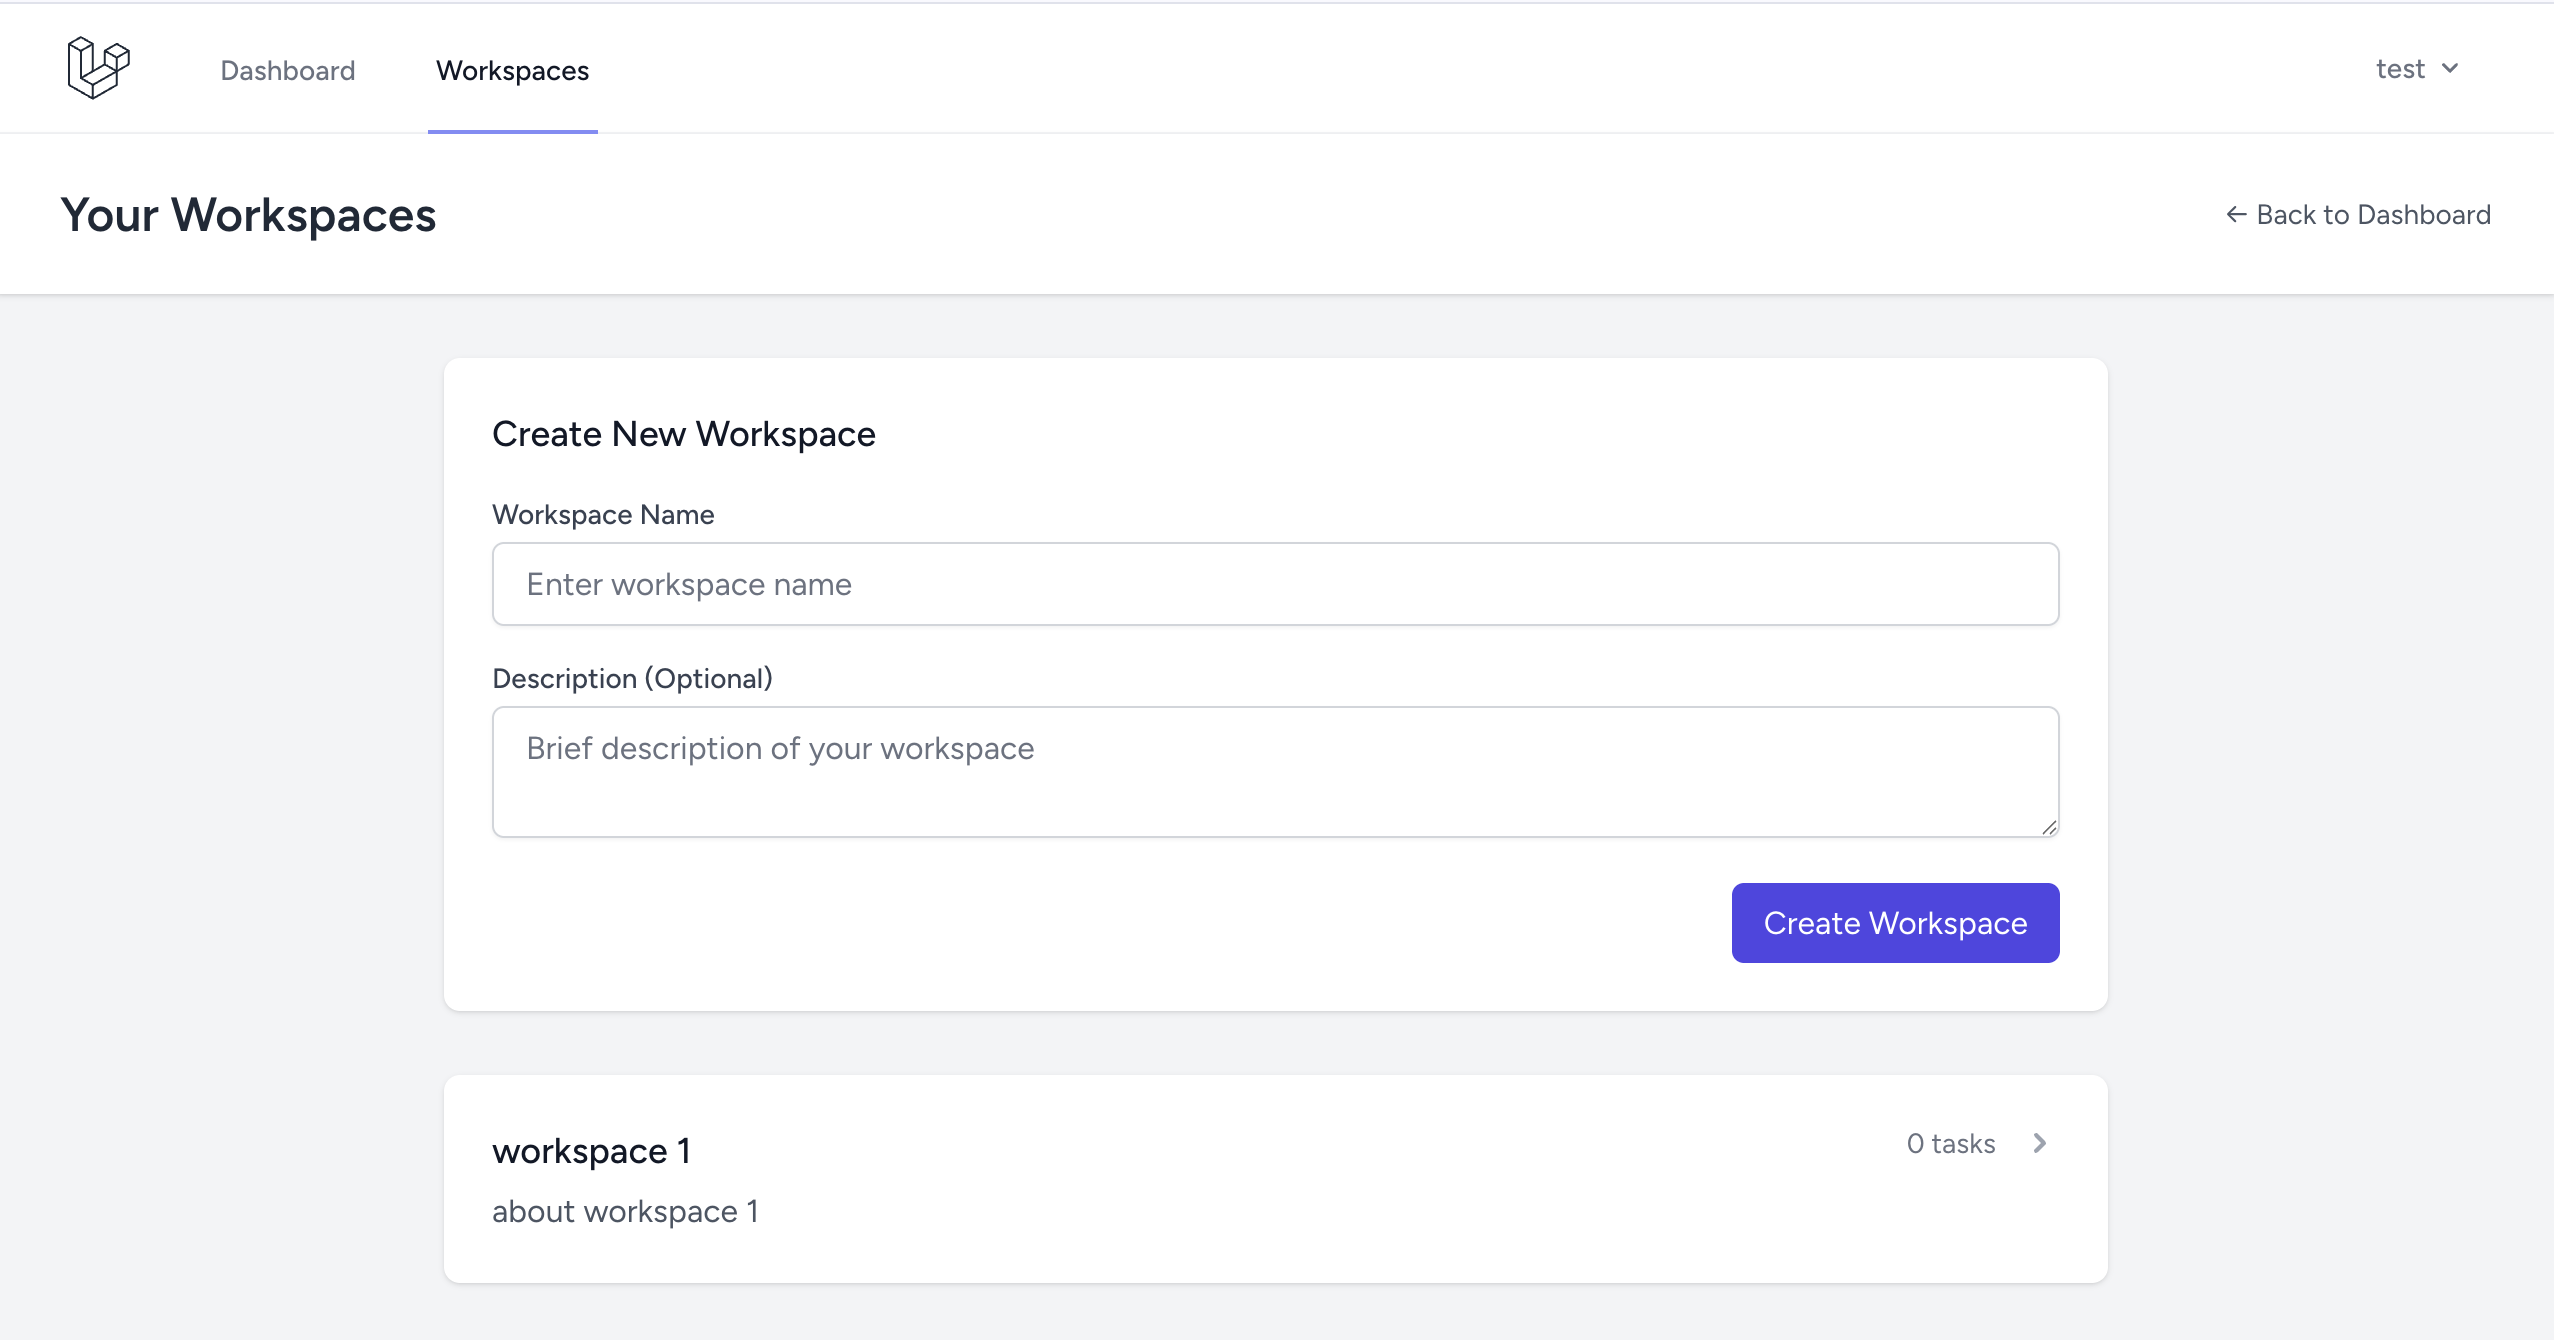 Dashboard
Workspaces
test
Your Workspaces
← Back to Dashboard
Create New Workspace
Workspace Name
Enter workspace name
Description (Optional)
Brief description of your workspace
Create Workspace
workspace 1
0 tasks
about workspace 1